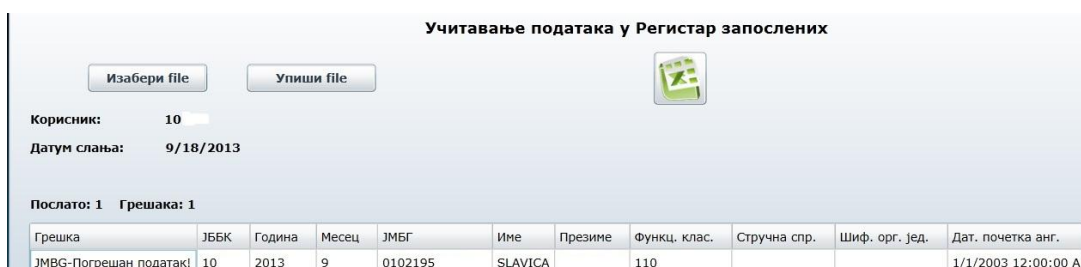 Учитавање података у Регистар запослених
Изабери file Упиши file
Корисник: 10
Датум слања: 9/18/2013
Послато: 1 Грешака: 1
Грешка ЈББК Година Месец ЈМБГ Име Презиме Функц. клас. Стручна спр. Шиф. орг. јед. Дат. почетка анг.
JMBG-Погрешан податак! 10 2013 9 0102195 SLAVICA 110 1/1/2003 12:00:00 A